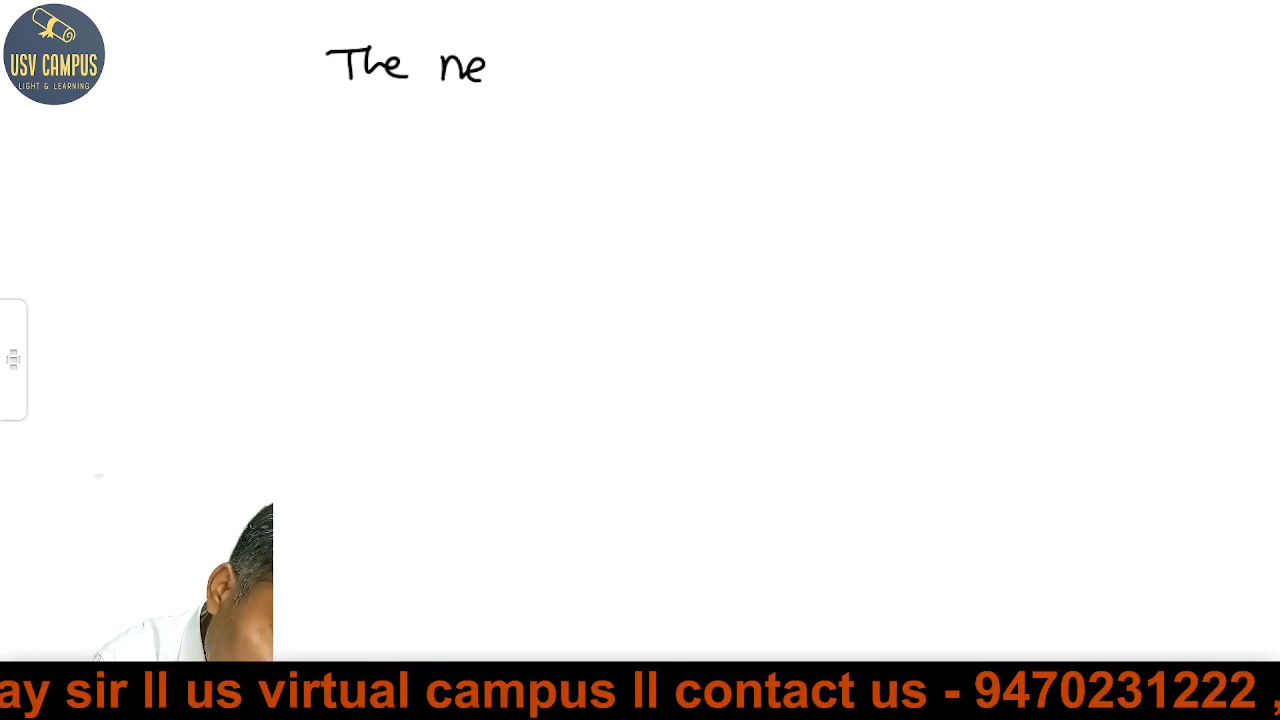 USV CAMPUS
LIGHT & LEARNING
The ne
ay sir ll us virtual campus ll contact us - 9470231222 ,